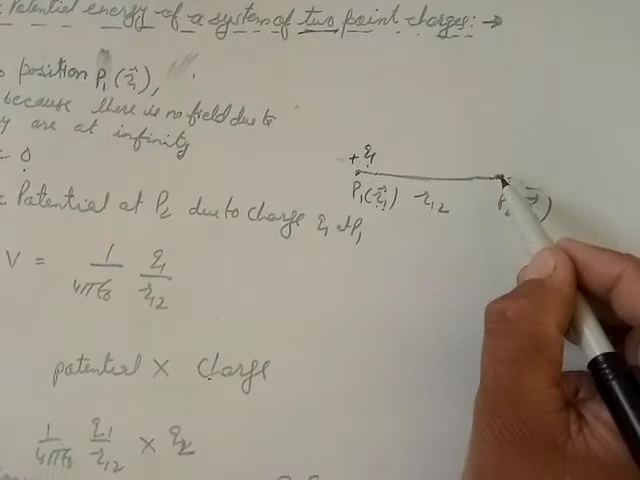 Potential energy of a system of two point charges: →
position P₁(r⃗₁),
because there is no field due to
are at infinity
= 0
+ q₁
P₁(r⃗₁) r₁₂
= Potential at P₂ due to charge q₁ at P₁
V = 1/4πε₀ q₁/r₁₂
potential × Charge
1/4πε₀ q₁/r₁₂ × q₂